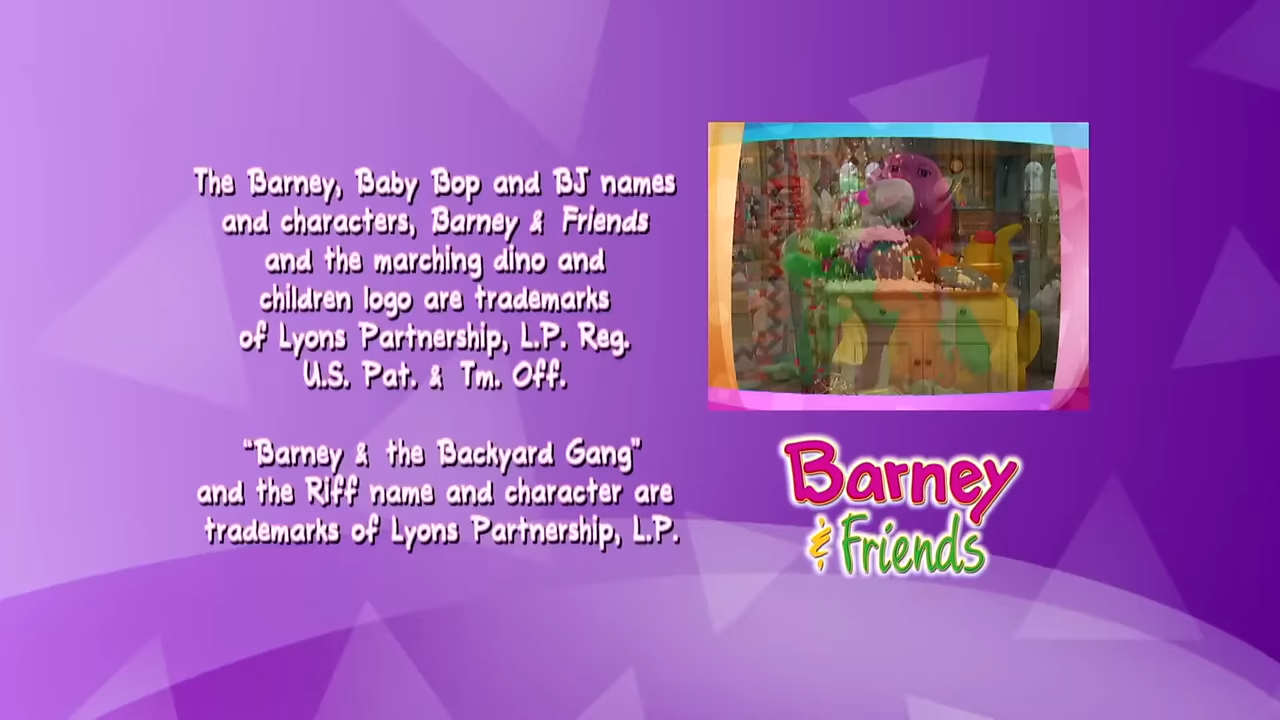 The Barney, Baby Bop and BJ names
and characters, Barney & Friends
and the marching dino and
children logo are trademarks
of Lyons Partnership, L.P. Reg.
U.S. Pat. & Tm. Off.
"Barney & the Backyard Gang"
and the Riff name and character are
trademarks of Lyons Partnership, L.P.
Barney
& Friends